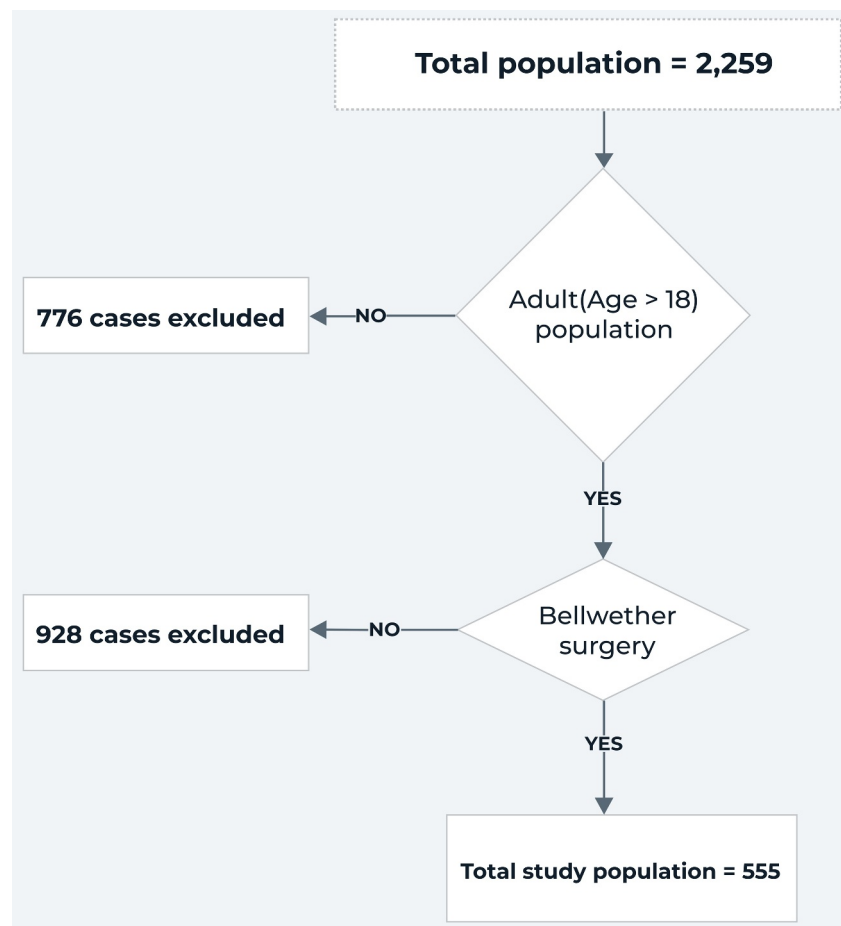 Total population = 2,259
Adult(Age > 18)
population
NO
776 cases excluded
YES
Bellwether
surgery
NO
928 cases excluded
YES
Total study population = 555